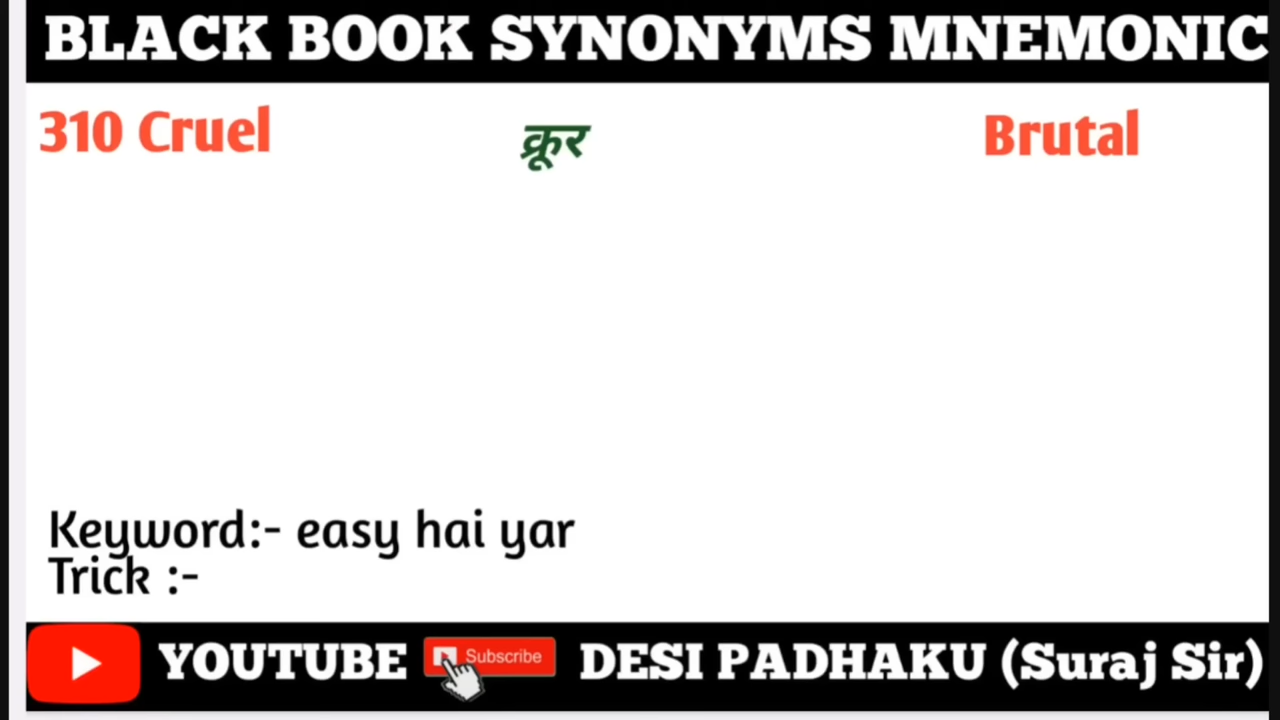 BLACK BOOK SYNONYMS MNEMONIC
310 Cruel क्रूर Brutal
Keyword:- easy hai yar
Trick :-
YOUTUBE Subscribe DESI PADHAKU (Suraj Sir)